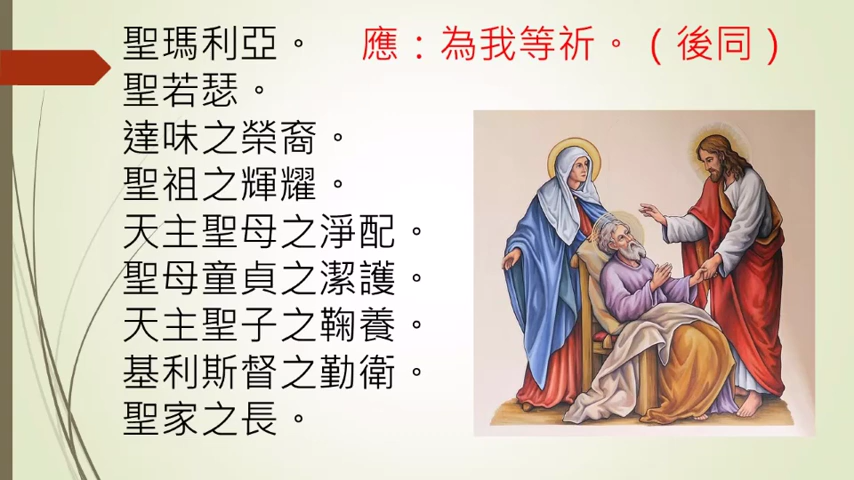 聖瑪利亞。 應：為我等祈。（後同）
聖若瑟。
達味之榮裔。
聖祖之輝耀。
天主聖母之淨配。
聖母童貞之潔護。
天主聖子之鞠養。
基利斯督之勤衛。
聖家之長。